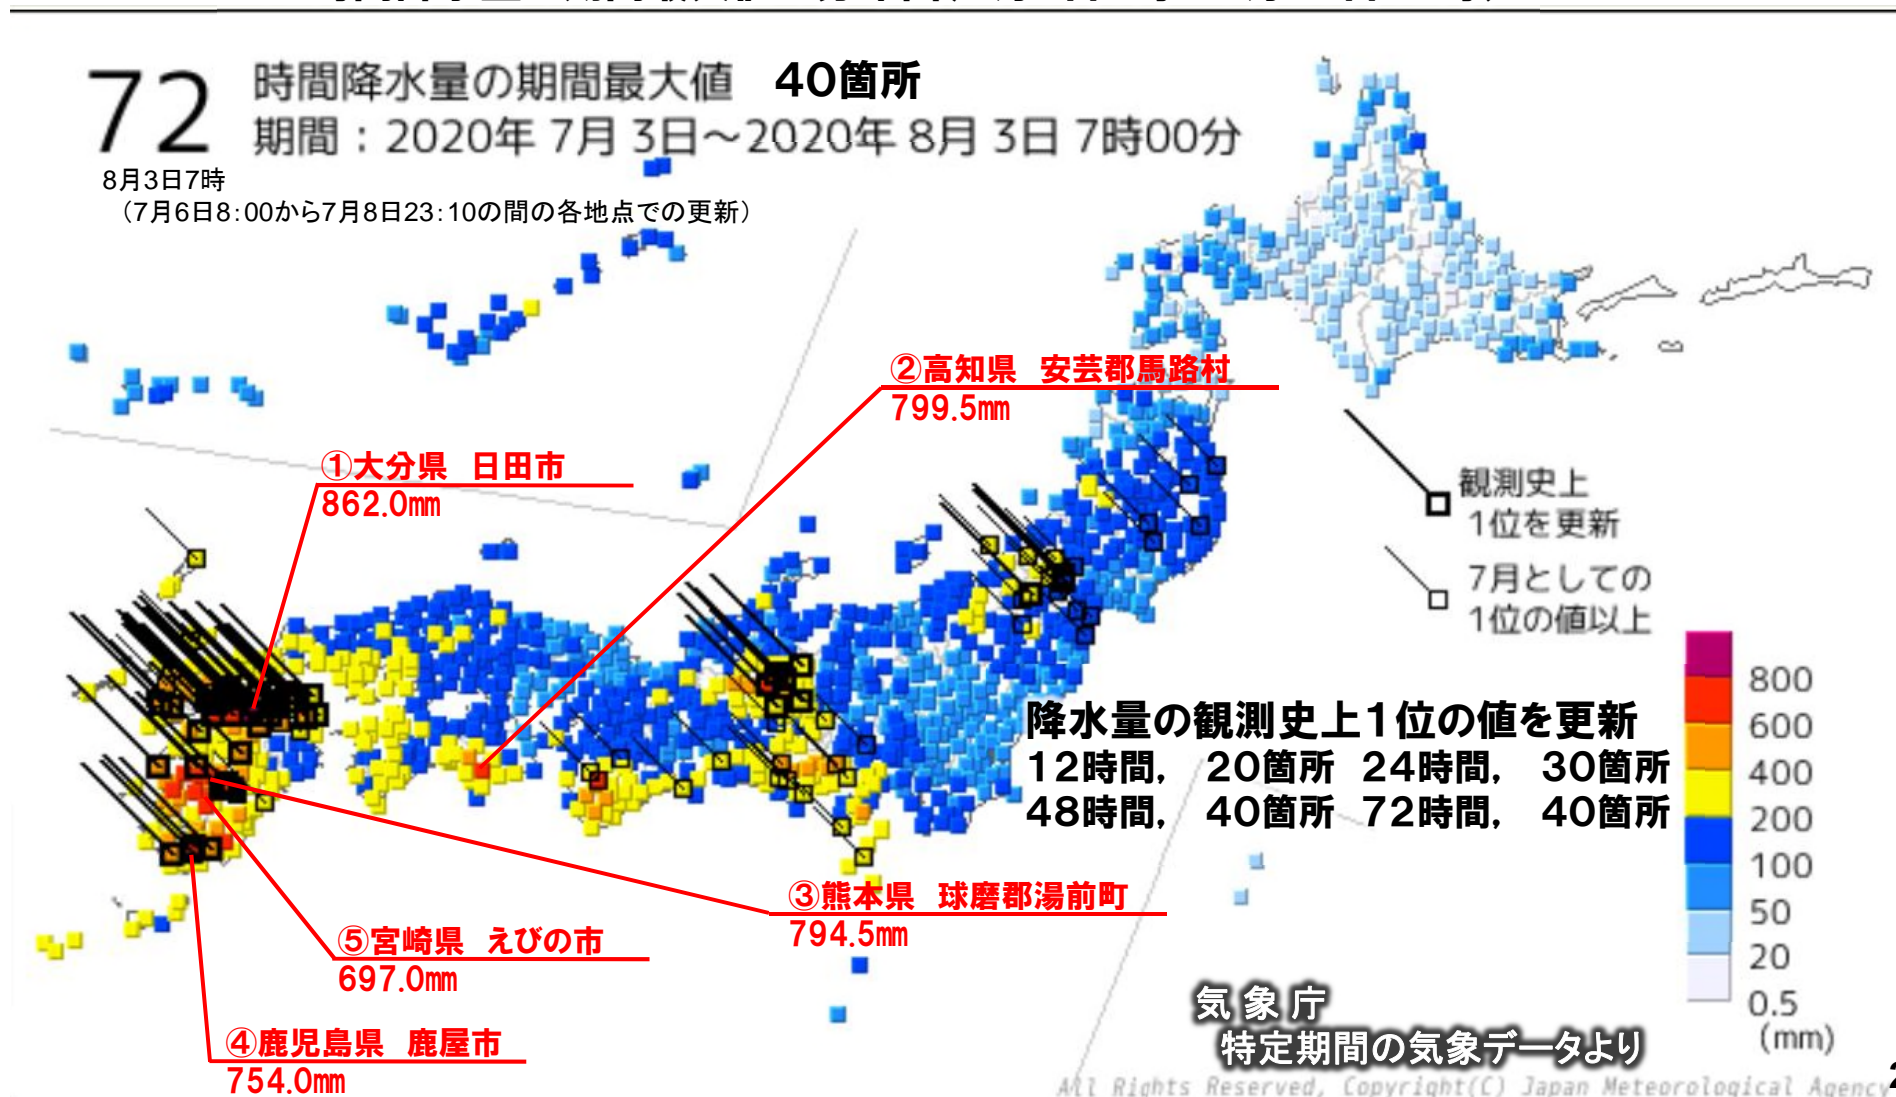 72
時間降水量の期間最大値 40箇所
期間：2020年 7月 3日～2020年 8月 3日 7時00分
8月3日7時
（7月6日8:00から7月8日23:10の間の各地点での更新）
②高知県 安芸郡馬路村
799.5mm
①大分県 日田市
862.0mm
観測史上
1位を更新
7月としての
1位の値以上
降水量の観測史上1位の値を更新
12時間, 20箇所 24時間, 30箇所
48時間, 40箇所 72時間, 40箇所
800
600
400
200
100
50
20
0.5
(mm)
③熊本県 球磨郡湯前町
794.5mm
⑤宮崎県 えびの市
697.0mm
④鹿児島県 鹿屋市
754.0mm
気象庁
特定期間の気象データより
All Rights Reserved, Copyright(C) Japan Meteorological Agency